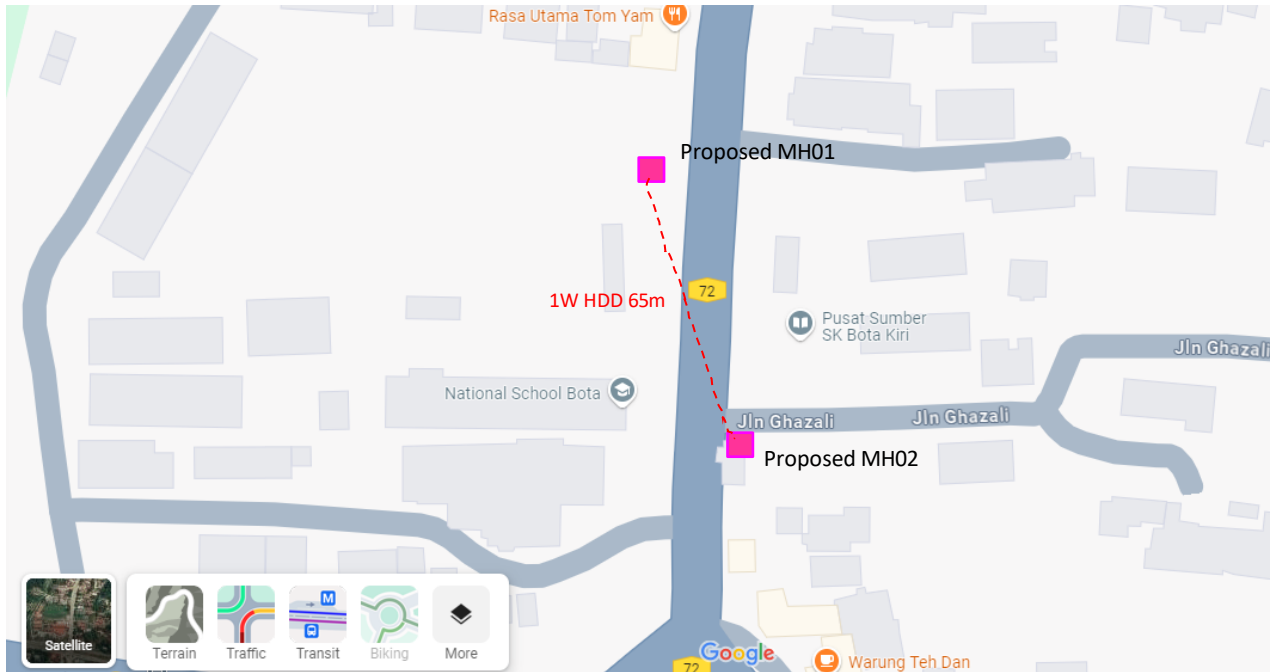 Rasa Utama Tom Yam
Proposed MH01
1W HDD 65m
72
Pusat Sumber
SK Bota Kiri
Jln Ghazali
National School Bota
Jln Ghazali
Jln Ghazali
Proposed MH02
Satellite
M
Terrain
Traffic
Transit
Biking
More
Google
72
Warung Teh Dan